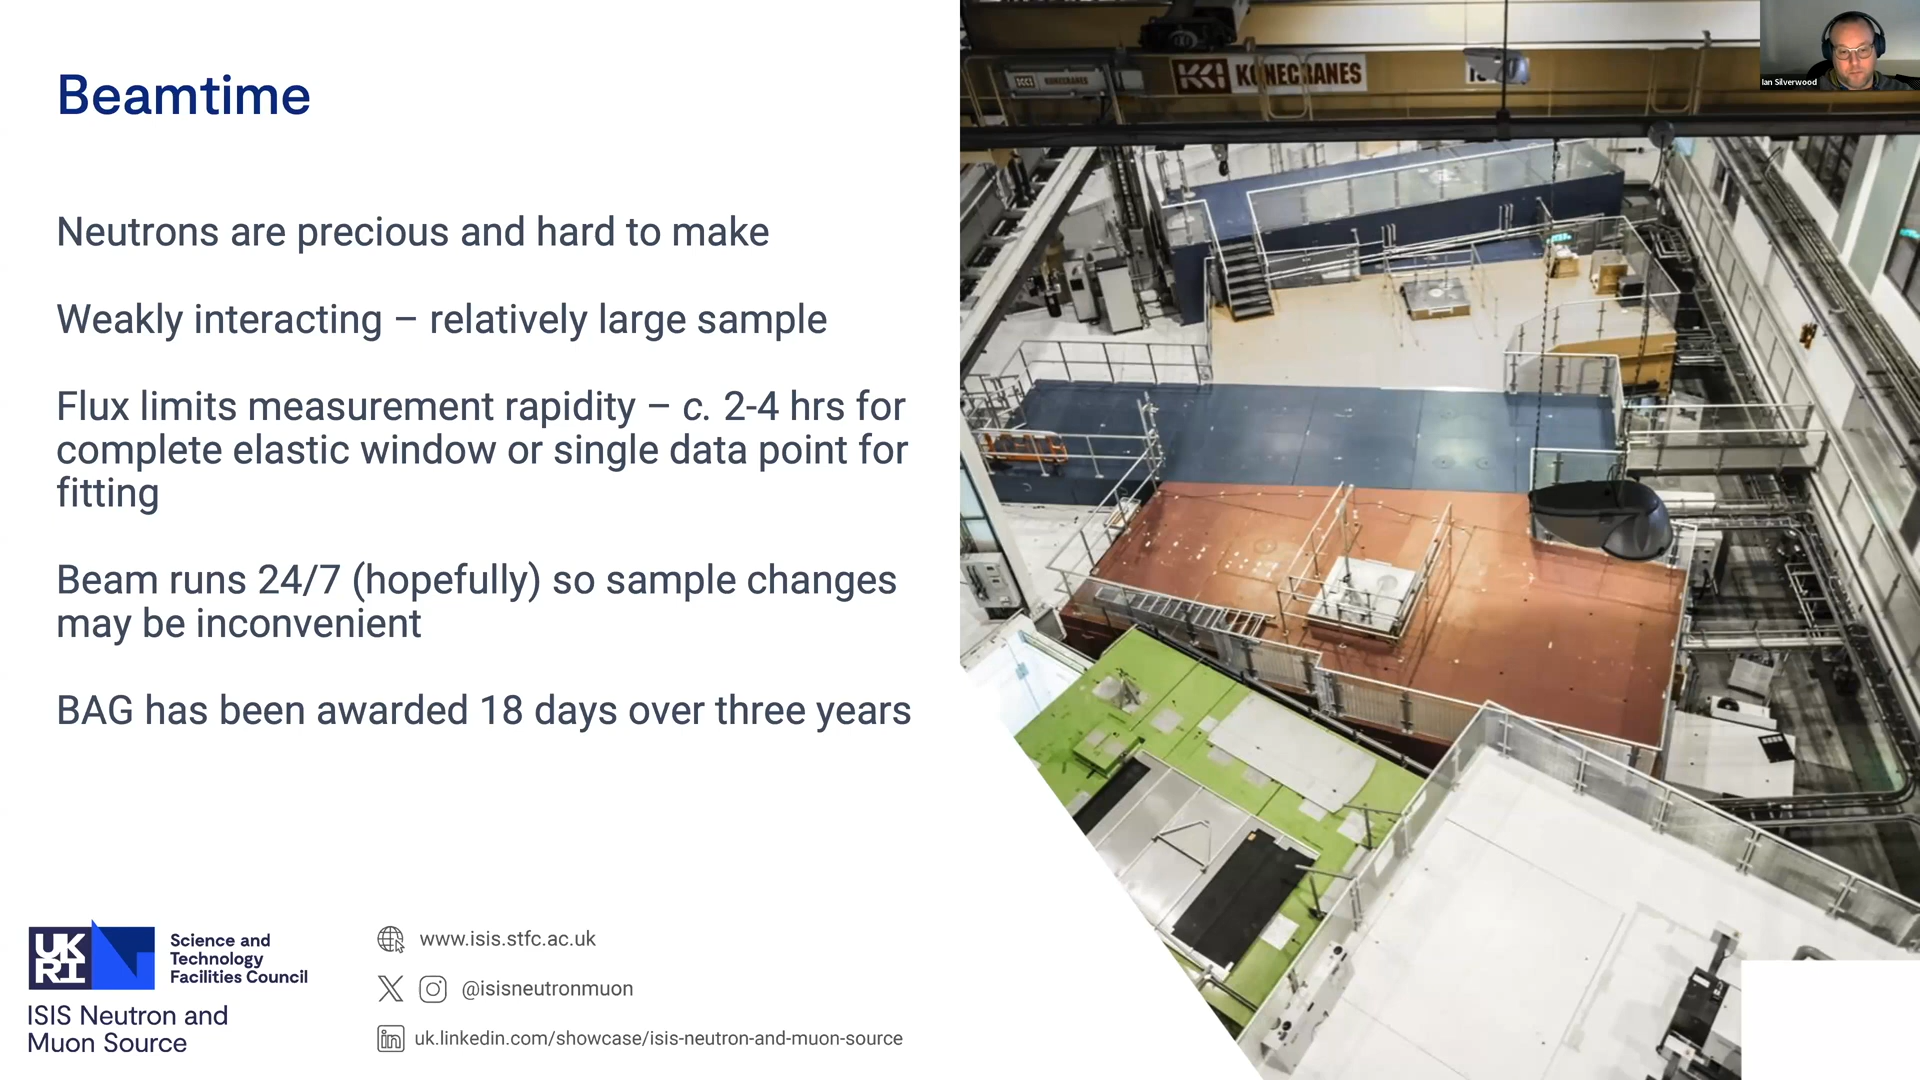 Beamtime
Neutrons are precious and hard to make
Weakly interacting – relatively large sample
Flux limits measurement rapidity – c. 2-4 hrs for
complete elastic window or single data point for
fitting
Beam runs 24/7 (hopefully) so sample changes
may be inconvenient
BAG has been awarded 18 days over three years
UK
RI
Science and
Technology
Facilities Council
ISIS Neutron and
Muon Source
www.isis.stfc.ac.uk
@isisneutronmuon
uk.linkedin.com/showcase/isis-neutron-and-muon-source
KONECRANES
KONECRANES
Ian Silverwood